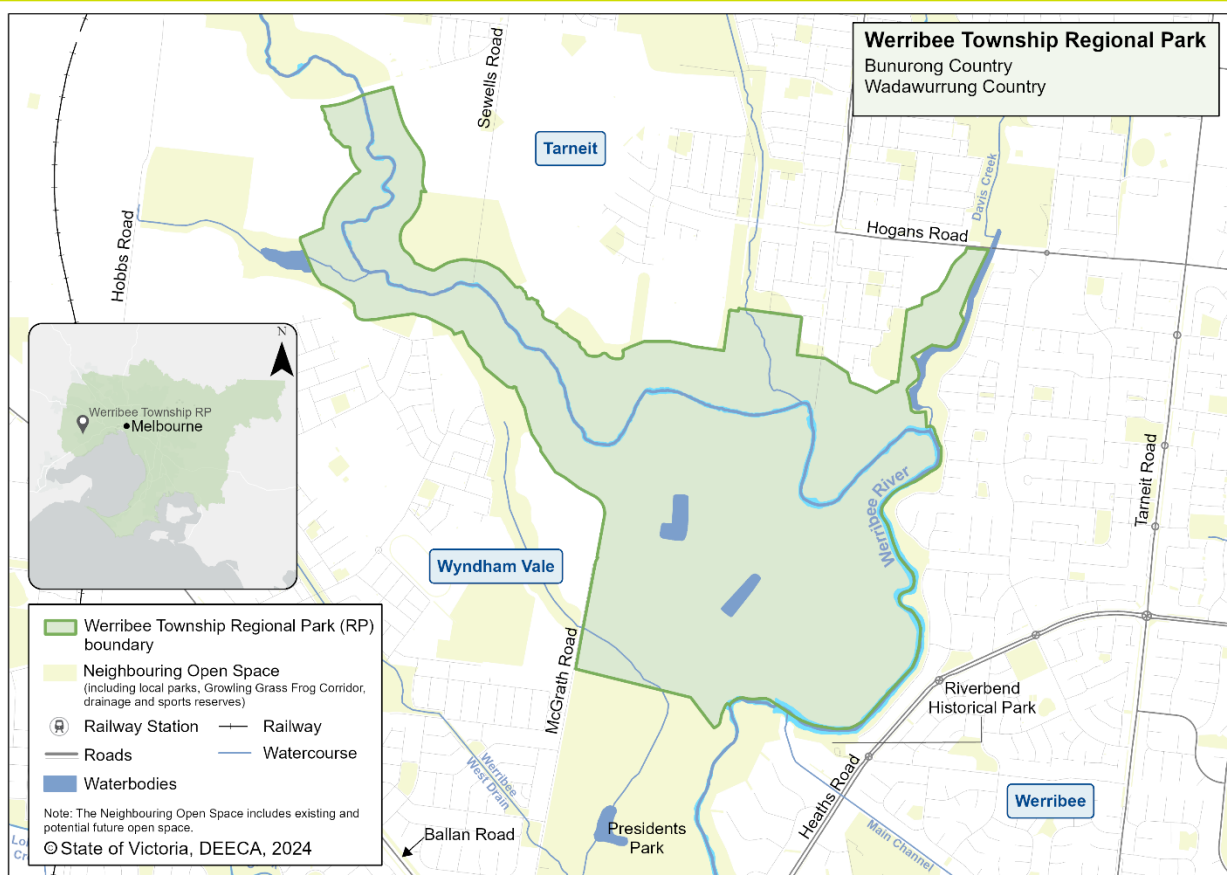 Werribee Township Regional Park
Bunurong Country
Wadawurrung Country
Sewells Road
Tarneit
Davis Creek
Hogans Road
Hobbs Road
N
Werribee Township RP
Melbourne
Tarneit Road
Werribee River
Wyndham Vale
McGrath Road
Riverbend
Historical Park
Werribee Township Regional Park (RP)
boundary
Neighbouring Open Space
(including local parks, Growling Grass Frog Corridor,
drainage and sports reserves)
Railway Station
Railway
Roads
Watercourse
Waterbodies
Note: The Neighbouring Open Space includes existing and
potential future open space.
© State of Victoria, DEECA, 2024
Werribee
West Drain
Heaths Road
Werribee
Main Channel
Presidents
Park
Ballan Road